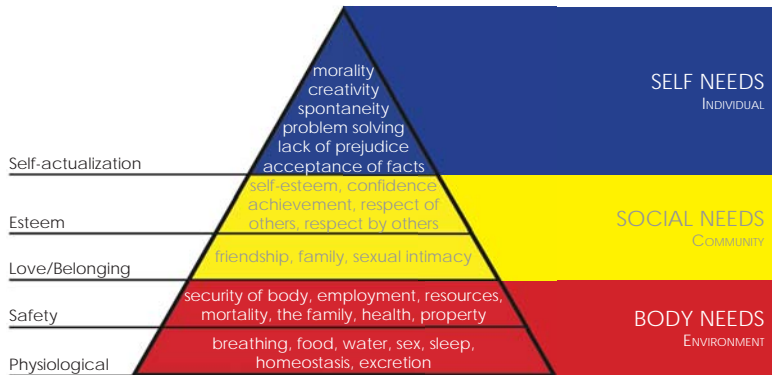 morality
creativity
spontaneity
problem solving
lack of prejudice
acceptance of facts
Self-actualization
SELF NEEDS
INDIVIDUAL
self-esteem, confidence
achievement, respect of
others, respect by others
Esteem
friendship, family, sexual intimacy
Love/Belonging
SOCIAL NEEDS
COMMUNITY
security of body, employment, resources,
mortality, the family, health, property
Safety
breathing, food, water, sex, sleep,
homeostasis, excretion
Physiological
BODY NEEDS
ENVIRONMENT